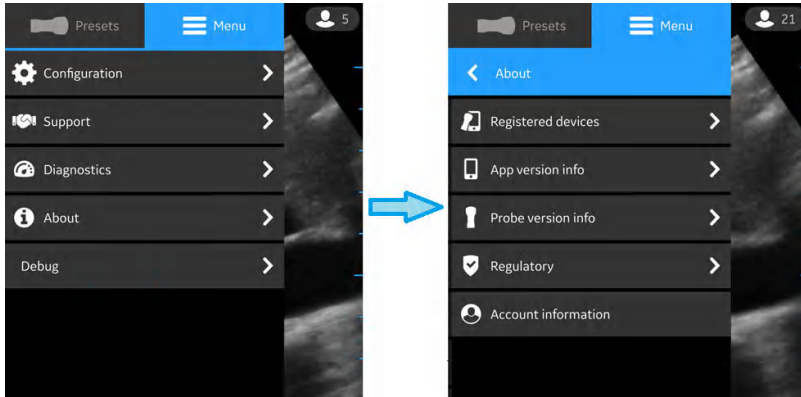 Presets
Menu
5
Configuration
Support
Diagnostics
About
Debug
Presets
Menu
21
About
Registered devices
App version info
Probe version info
Regulatory
Account information